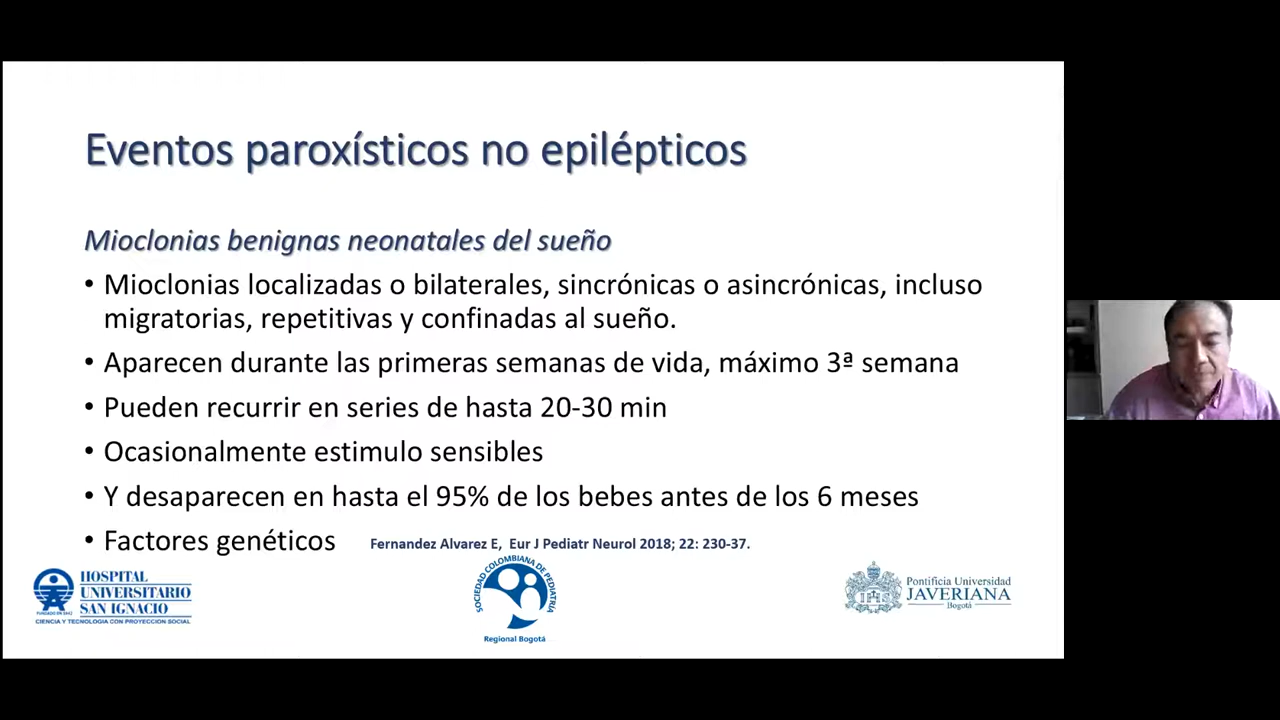 Eventos paroxísticos no epilépticos
Mioclonias benignas neonatales del sueño
• Mioclonias localizadas o bilaterales, sincrónicas o asincrónicas, incluso
migratorias, repetitivas y confinadas al sueño.
• Aparecen durante las primeras semanas de vida, máximo 3ª semana
• Pueden recurrir en series de hasta 20-30 min
• Ocasionalmente estimulo sensibles
• Y desaparecen en hasta el 95% de los bebes antes de los 6 meses
• Factores genéticos
Fernandez Alvarez E, Eur J Pediatr Neurol 2018; 22: 230-37.
HOSPITAL
UNIVERSITARIO
SAN IGNACIO
FUNDADO EN 1942
CIENCIA Y TECNOLOGIA CON PROYECCION SOCIAL
SOCIEDAD COLOMBIANA DE PEDIATRÍA
Regional Bogotá
Pontificia Universidad
JAVERIANA
Bogotá